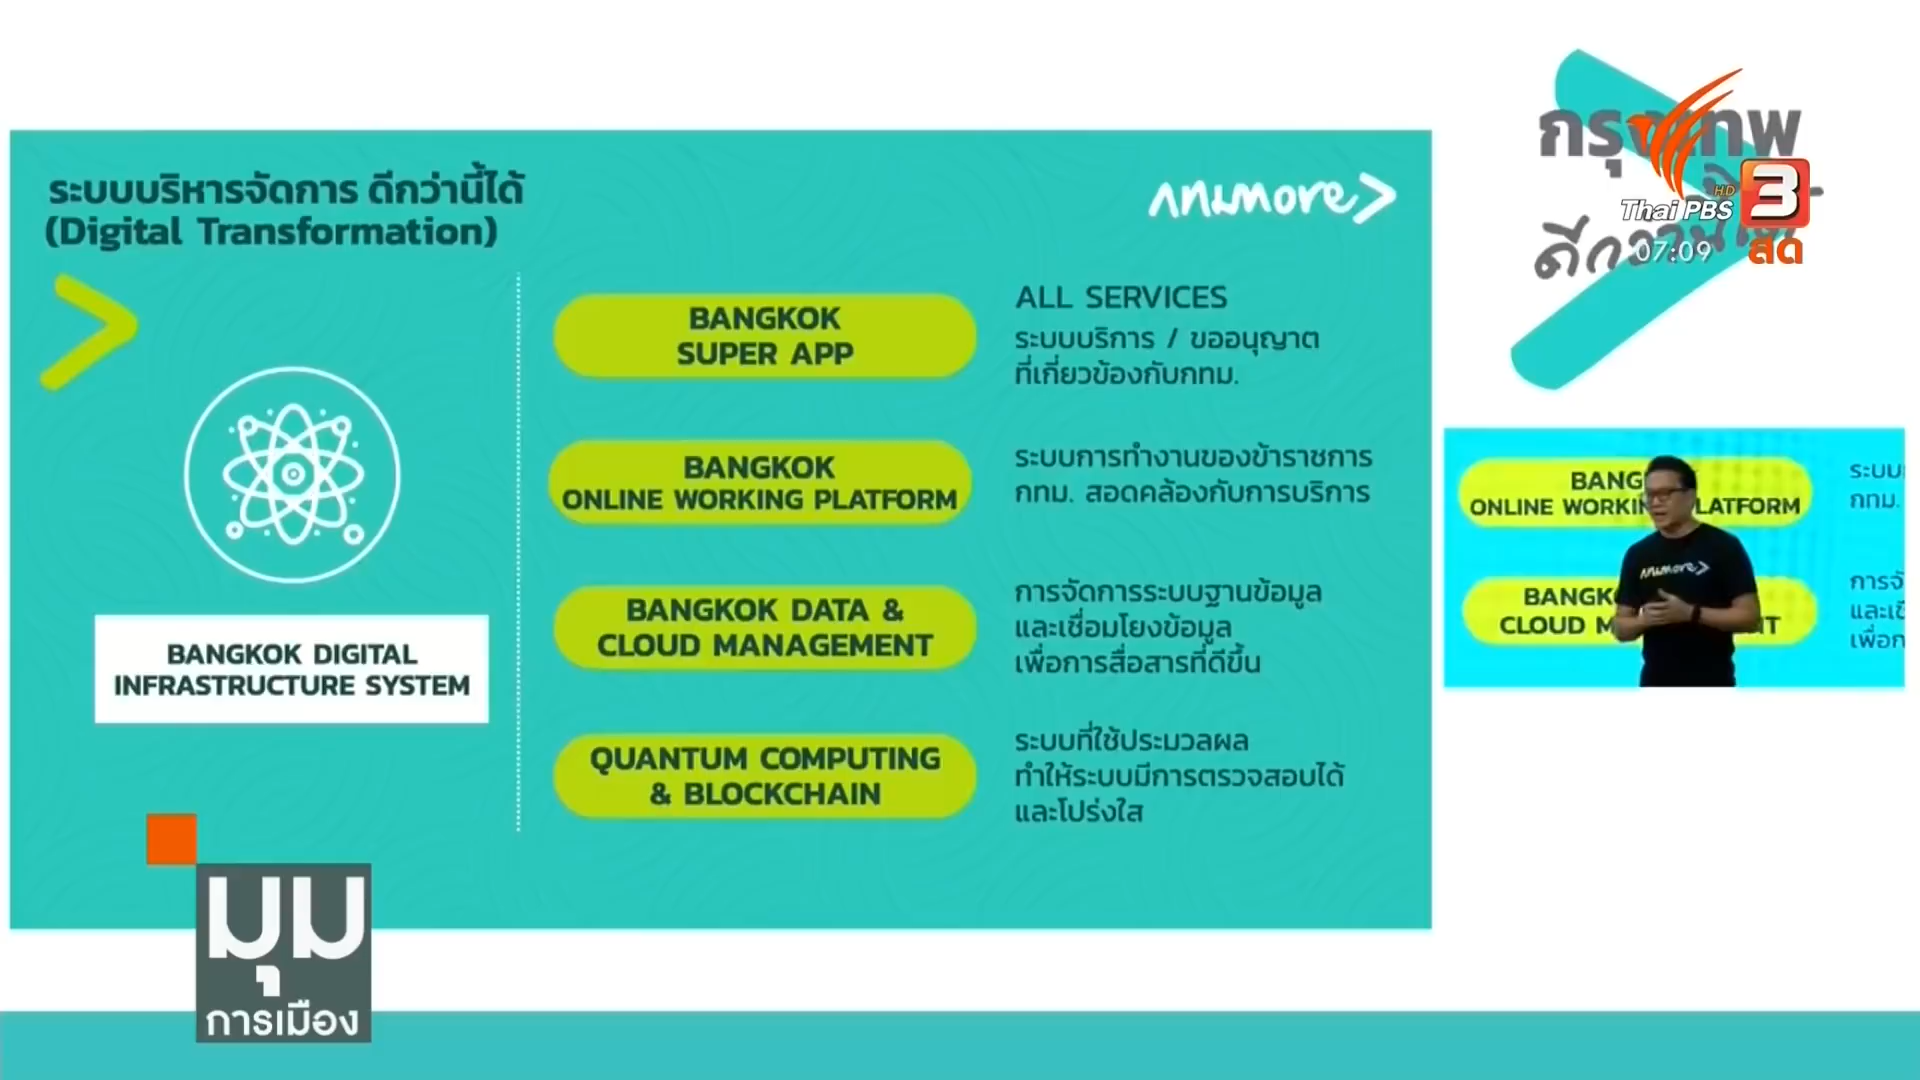 ระบบบริหารจัดการ ดีกว่านี้ได้
(Digital Transformation)
BANGKOK DIGITAL
INFRASTRUCTURE SYSTEM
BANGKOK
SUPER APP
ALL SERVICES
ระบบบริการ / ขออนุญาต
ที่เกี่ยวข้องกับกทม.
BANGKOK
ONLINE WORKING PLATFORM
ระบบการทำงานของข้าราชการ
กทม. สอดคล้องกับการบริการ
BANGKOK DATA &
CLOUD MANAGEMENT
การจัดการระบบฐานข้อมูล
และเชื่อมโยงข้อมูล
เพื่อการสื่อสารที่ดีขึ้น
QUANTUM COMPUTING
& BLOCKCHAIN
ระบบที่ใช้ประมวลผล
ทำให้ระบบมีการตรวจสอบได้
และโปร่งใส
Thai PBS HD 3
07:09 สด
ONLINE WORKIN LATFORM
กทม.
CLOUD M
มุม
การเมือง